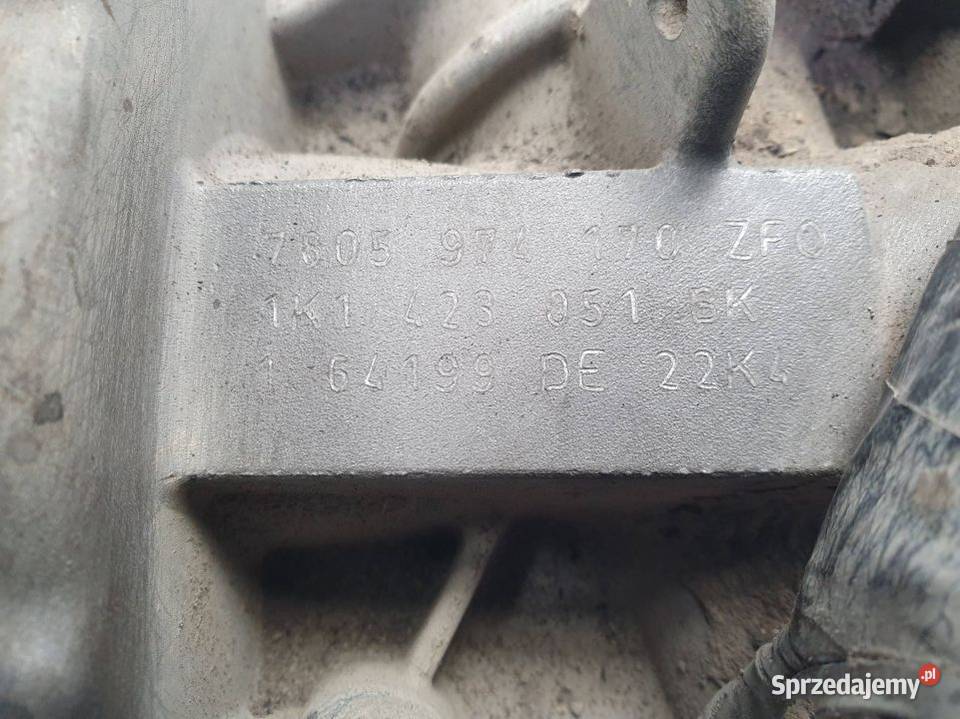 7805 974 170 ZFO
1K1 423 051 BK
1 64199 DE 22K4
Sprzedajemy.pl